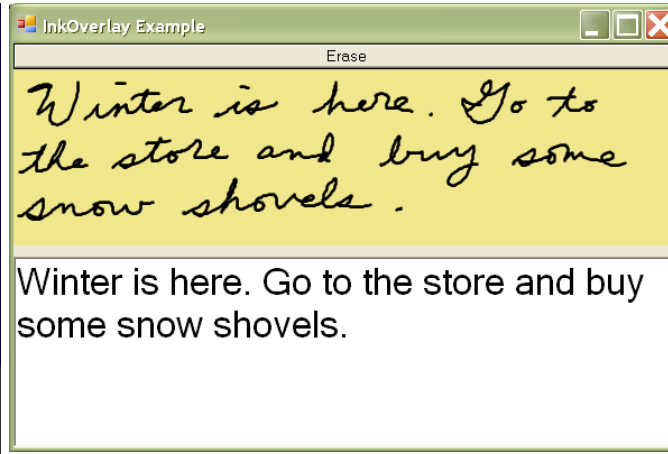 InkOverlay Example
Erase
Winter is here. Go to
the store and buy some
snow shovels.
Winter is here. Go to the store and buy
some snow shovels.